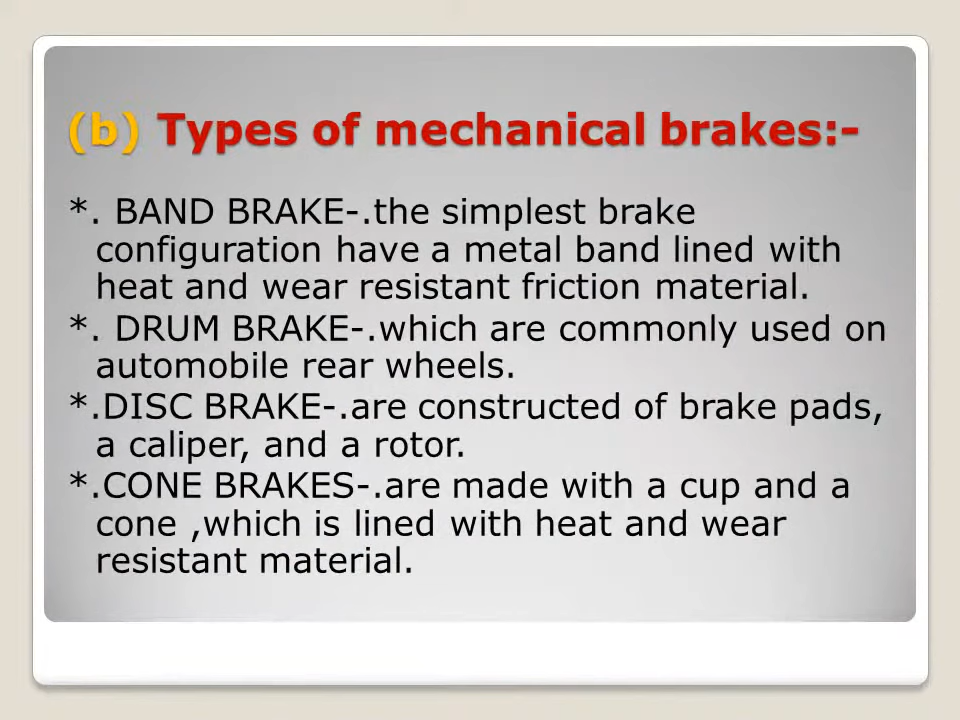 (b) Types of mechanical brakes:-
*. BAND BRAKE-.the simplest brake
configuration have a metal band lined with
heat and wear resistant friction material.
*. DRUM BRAKE-.which are commonly used on
automobile rear wheels.
*.DISC BRAKE-.are constructed of brake pads,
a caliper, and a rotor.
*.CONE BRAKES-.are made with a cup and a
cone ,which is lined with heat and wear
resistant material.